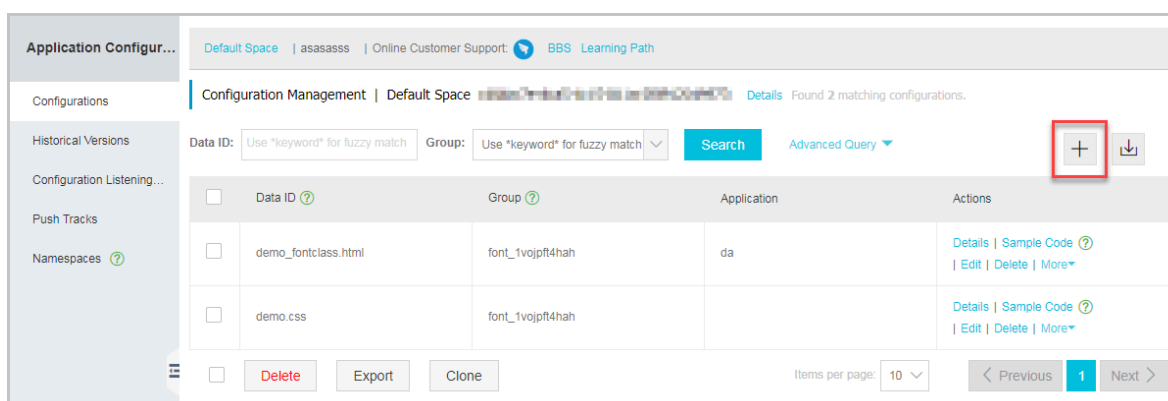 Application Configur...
Default Space | asasasss | Online Customer Support: BBS Learning Path
Configurations
Configuration Management | Default Space Details Found 2 matching configurations.
Historical Versions
Data ID: Use "keyword" for fuzzy match Group: Use "keyword" for fuzzy match Search Advanced Query
Configuration Listening...
Data ID Group Application Actions
Push Tracks
Namespaces
demo_fontclass.html font_1vojpft4hah da Details | Sample Code
| Edit | Delete | More
demo.css font_1vojpft4hah Details | Sample Code
| Edit | Delete | More
Delete Export Clone Items per page: 10 < Previous 1 Next >